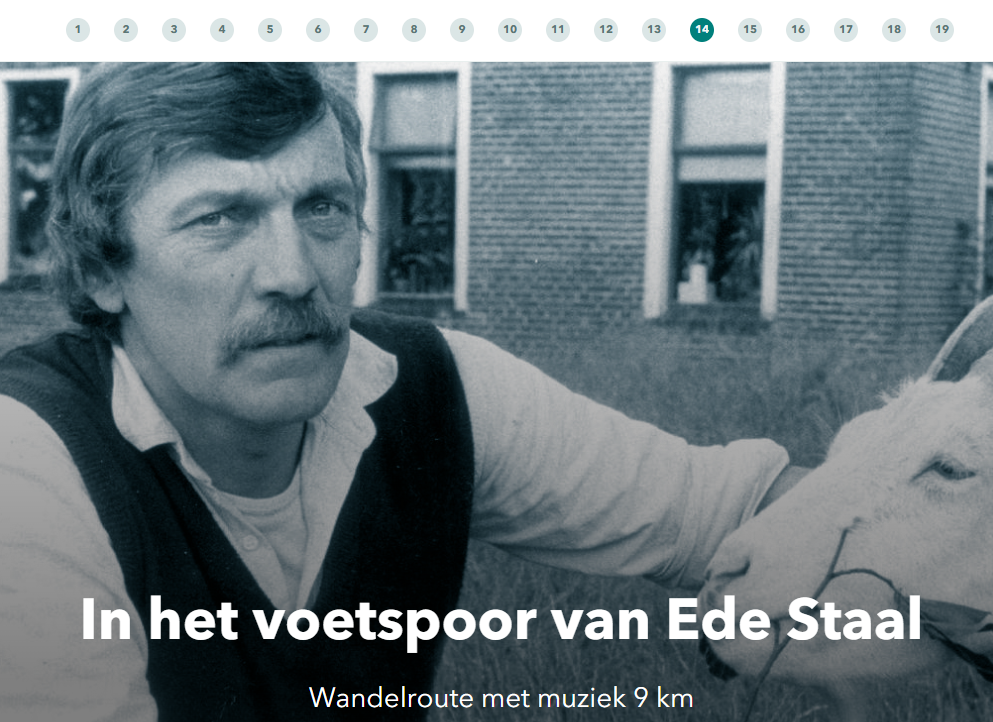 1 2 3 4 5 6 7 8 9 10 11 12 13 14 15 16 17 18 19
In het voetspoor van Ede Staal
Wandelroute met muziek 9 km